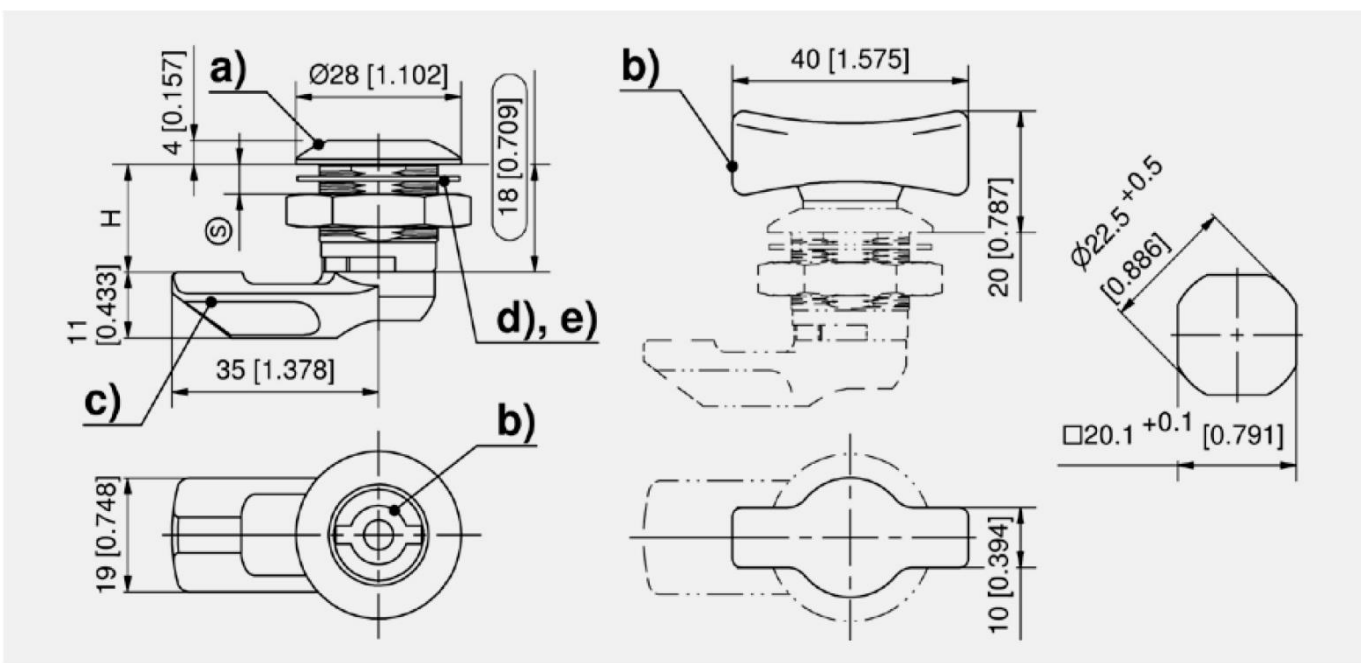 a)
Ø28 [1.102]
4 [0.157]
18 [0.709]
H
S
11
[0.433]
d), e)
35 [1.378]
c)
b)
19 [0.748]
b)
40 [1.575]
20 [0.787]
10 [0.394]
Ø22.5 +0.5
[0.886]
□20.1 +0.1 [0.791]